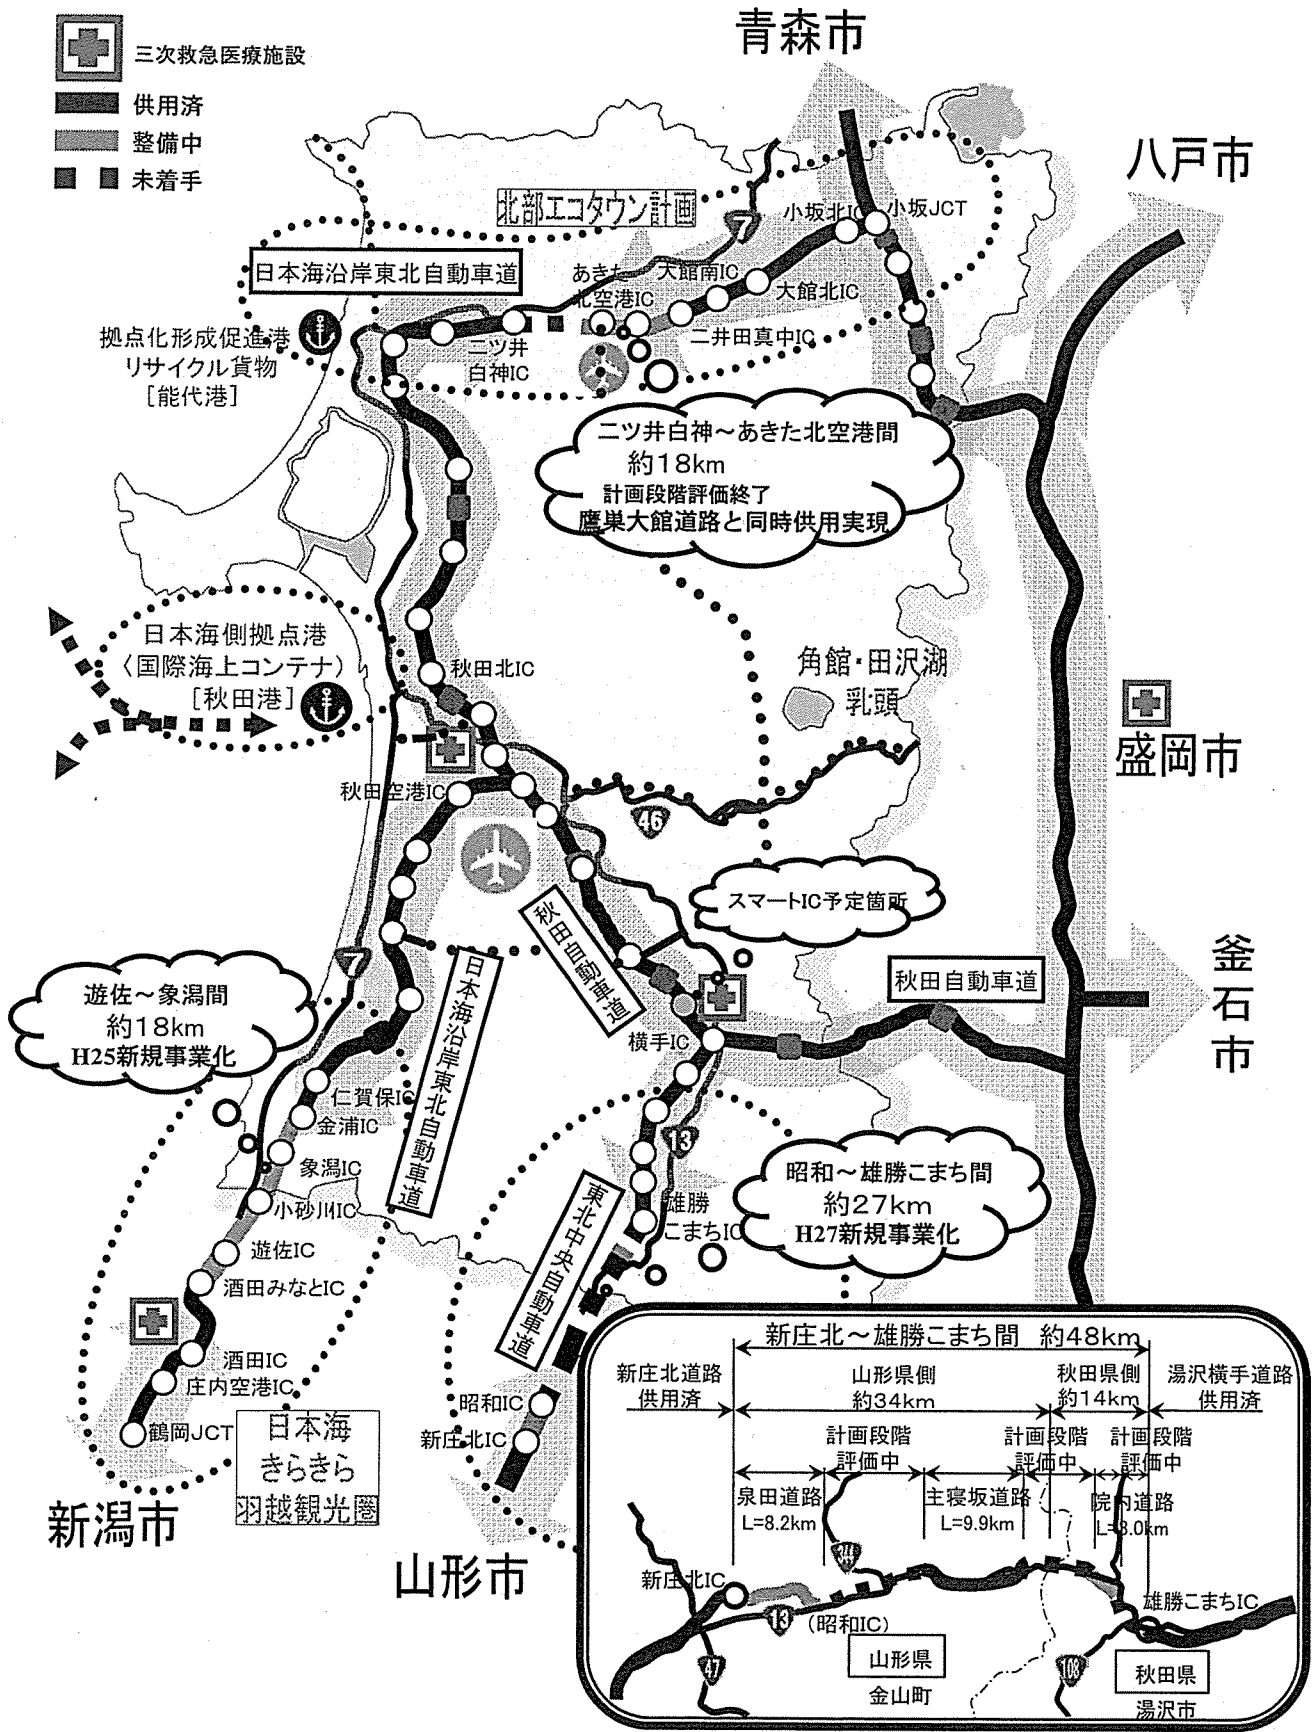 三次救急医療施設
供用済
整備中
未着手
青森市
八戸市
北部エコタウン計画
7
小坂北IC
小坂JCT
日本海沿岸東北自動車道
あきた
北空港IC
大館南IC
大館北IC
二井田真中IC
二ツ井
白神IC
拠点化形成促進港
リサイクル貨物
[能代港]
二ツ井白神～あきた北空港間
約18km
計画段階評価終了
鷹巣大館道路と同時供用実現
日本海側拠点港
〈国際海上コンテナ〉
[秋田港]
秋田北IC
角館・田沢湖
乳頭
盛岡市
秋田空港IC
46
スマートIC予定箇所
秋田自動車道
秋田自動車道
釜石市
7
遊佐～象潟間
約18km
H25新規事業化
日本海沿岸東北自動車道
横手IC
仁賀保IC
金浦IC
象潟IC
小砂川IC
遊佐IC
酒田みなとIC
酒田IC
庄内空港IC
鶴岡JCT
13
昭和～雄勝こまち間
約27km
H27新規事業化
雄勝
こまちIC
東北中央自動車道
昭和IC
新庄北IC
日本海
きらきら
羽越観光圏
新潟市
山形市
新庄北～雄勝こまち間 約48km
新庄北道路
供用済
山形県側
約34km
秋田県側
約14km
湯沢横手道路
供用済
計画段階
評価中
計画段階
評価中
計画段階
評価中
泉田道路
L=8.2km
主寝坂道路
L=9.9km
院内道路
L=3.0km
新庄北IC
13
(昭和IC)
雄勝こまちIC
47
108
山形県
金山町
秋田県
湯沢市